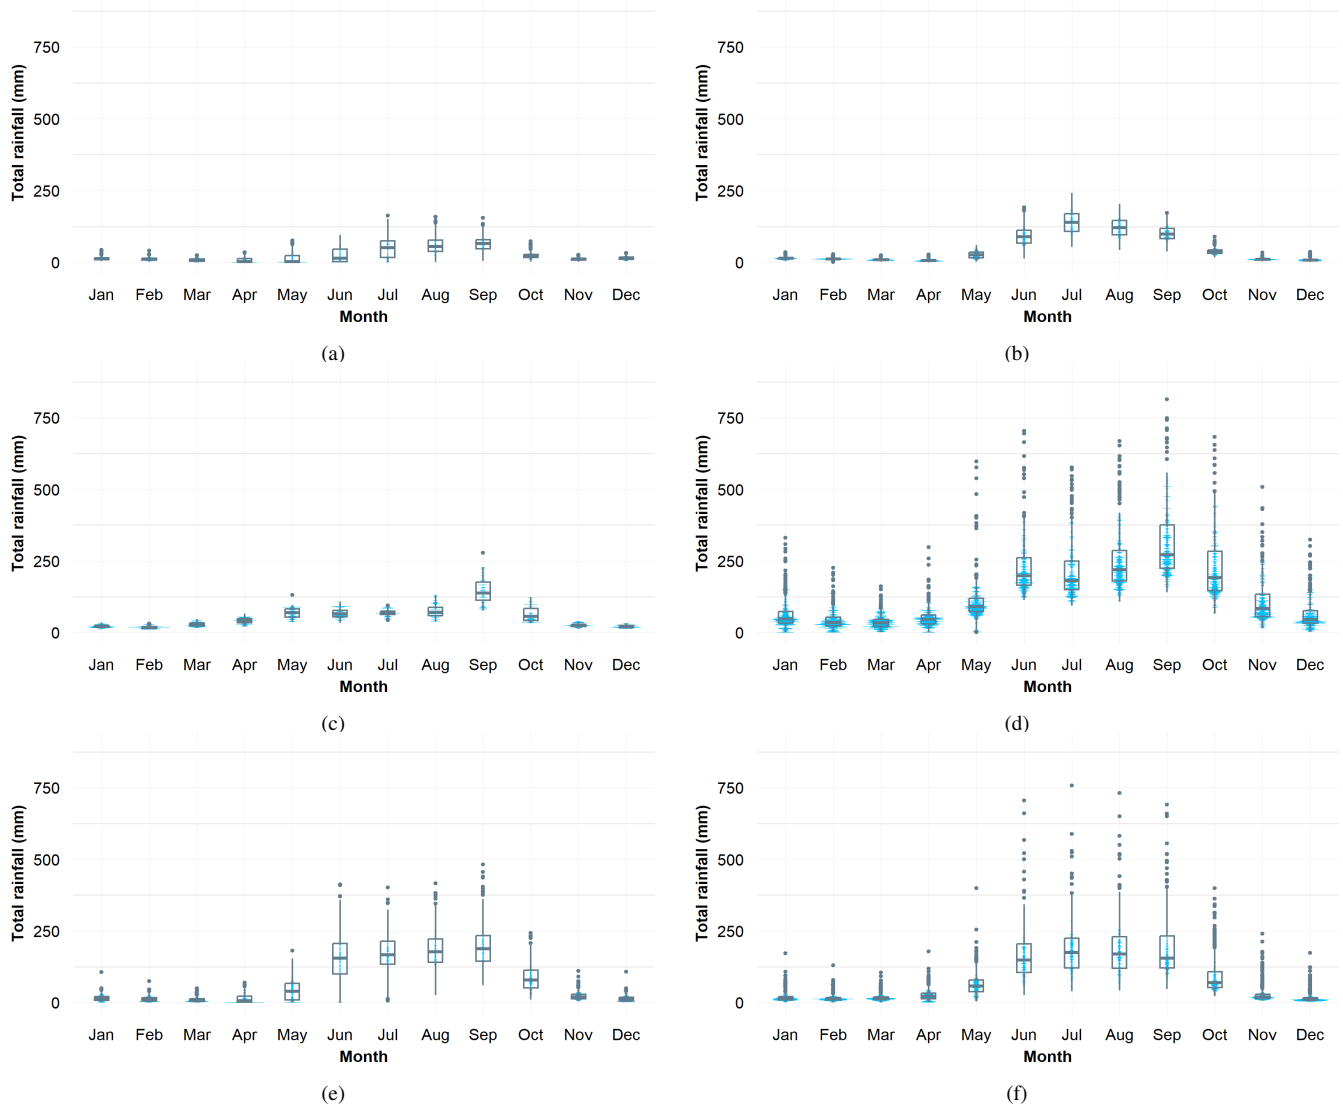 750
500
250
0
Total rainfall (mm)
Jan Feb Mar Apr May Jun Jul Aug Sep Oct Nov Dec
Month
(a)
750
500
250
0
Total rainfall (mm)
Jan Feb Mar Apr May Jun Jul Aug Sep Oct Nov Dec
Month
(b)
750
500
250
0
Total rainfall (mm)
Jan Feb Mar Apr May Jun Jul Aug Sep Oct Nov Dec
Month
(c)
750
500
250
0
Total rainfall (mm)
Jan Feb Mar Apr May Jun Jul Aug Sep Oct Nov Dec
Month
(d)
750
500
250
0
Total rainfall (mm)
Jan Feb Mar Apr May Jun Jul Aug Sep Oct Nov Dec
Month
(e)
750
500
250
0
Total rainfall (mm)
Jan Feb Mar Apr May Jun Jul Aug Sep Oct Nov Dec
Month
(f)